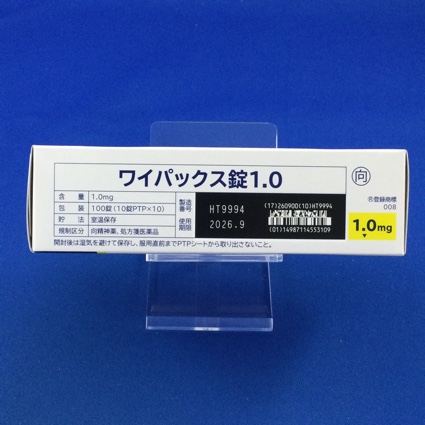 向
ワイパックス錠1.0
含 量 1.0mg
包 装 100錠(10錠PTP×10)
貯 法 室温保存
規制区分 向精神薬、処方箋医薬品
製造番号 HT9994
使用期限 2026.9
(17)260900(10)HT9994
(01)14987114553109
開封後は湿気を避けて保存し、服用直前までPTPシートから取り出さないこと。
®登録商標
008
1.0mg